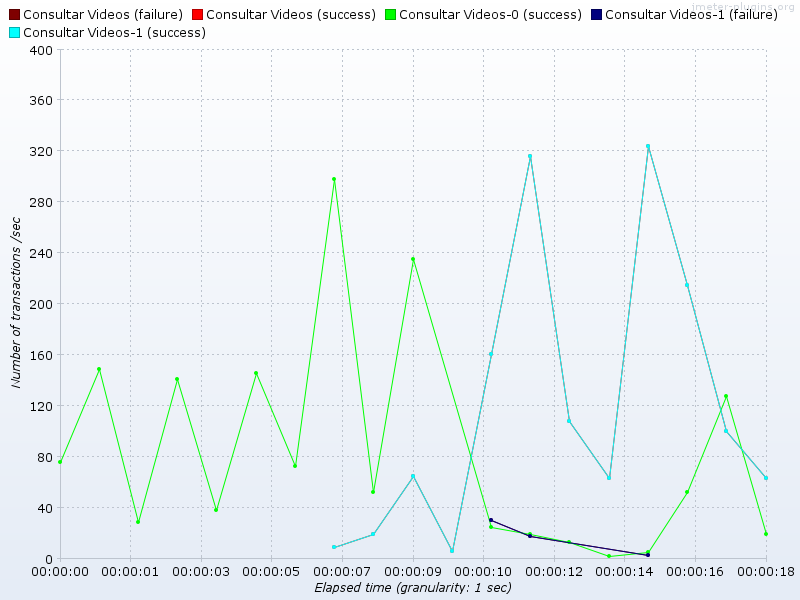 jmeter-plugins.org
Consultar Videos (failure) Consultar Videos (success) Consultar Videos-0 (success) Consultar Videos-1 (failure)
Consultar Videos-1 (success)
400
360
320
280
240
200
160
120
80
40
0
Number of transactions /sec
00:00:00 00:00:01 00:00:03 00:00:05 00:00:07 00:00:09 00:00:10 00:00:12 00:00:14 00:00:16 00:00:18
Elapsed time (granularity: 1 sec)